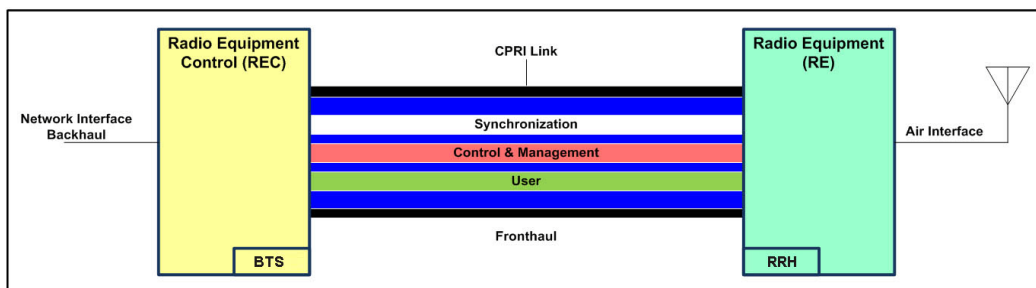 Radio Equipment
Control (REC)
CPRI Link
Radio Equipment
(RE)
Network Interface
Backhaul
Synchronization
Control & Management
User
Air Interface
Fronthaul
BTS
RRH